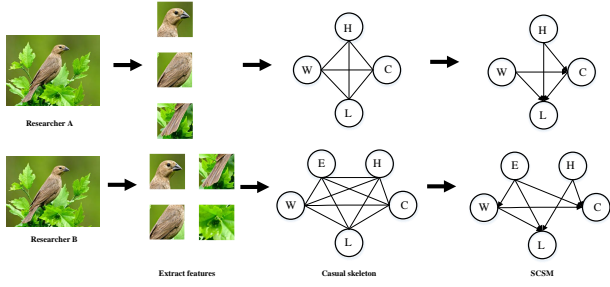 H
W
C
L
H
W
C
L
Researcher A
E
H
W
C
L
E
H
W
C
L
Researcher B
Extract features
Casual skeleton
SCSM